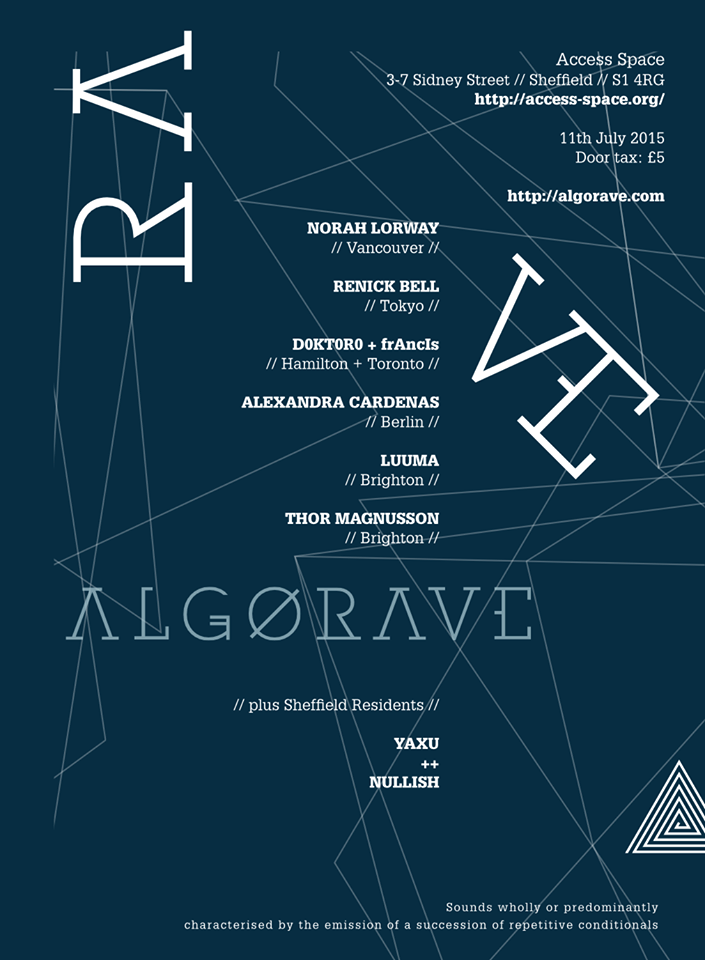 RA
Access Space
3-7 Sidney Street // Sheffield // S1 4RG
http://access-space.org/
11th July 2015
Door tax: £5
http://algorave.com
VE
NORAH LORWAY
// Vancouver //
RENICK BELL
// Tokyo //
D0KT0R0 + frAncIs
// Hamilton + Toronto //
ALEXANDRA CARDENAS
// Berlin //
LUUMA
// Brighton //
THOR MAGNUSSON
// Brighton //
ALGØRAVE
// plus Sheffield Residents //
YAXU
++
NULLISH
Sounds wholly or predominantly
characterised by the emission of a succession of repetitive conditionals